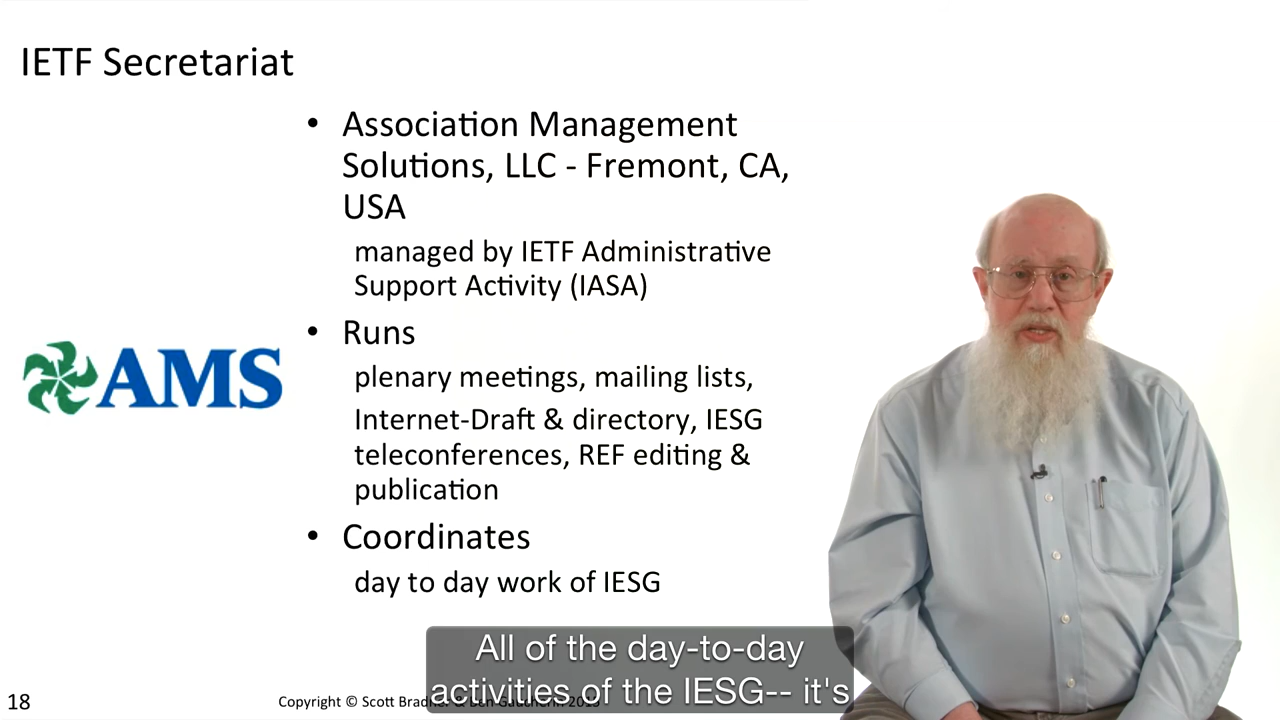 IETF Secretariat
• Association Management
Solutions, LLC - Fremont, CA,
USA
managed by IETF Administrative
Support Activity (IASA)
AMS
• Runs
plenary meetings, mailing lists,
Internet-Draft & directory, IESG
teleconferences, REF editing &
publication
• Coordinates
day to day work of IESG
All of the day-to-day
activities of the IESG-- it's
18
Copyright © Scott